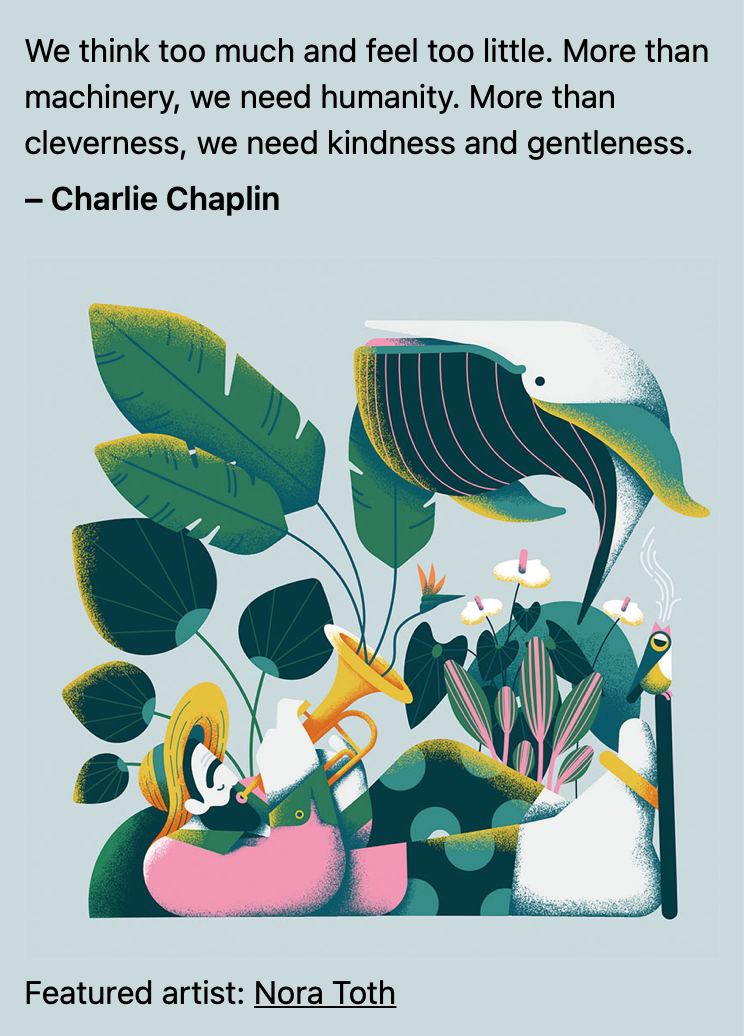 We think too much and feel too little. More than
machinery, we need humanity. More than
cleverness, we need kindness and gentleness.
– Charlie Chaplin
Featured artist: Nora Toth